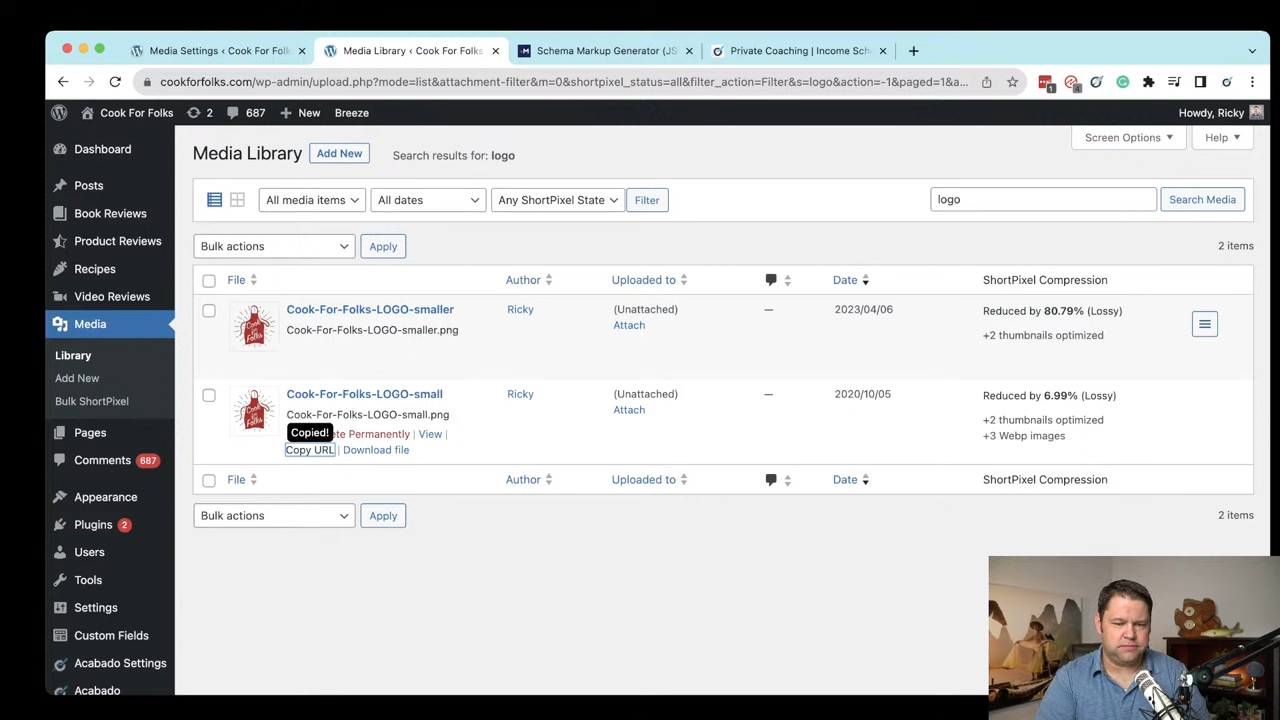 Media Settings ‹ Cook For Folks
Media Library ‹ Cook For Folks
Schema Markup Generator (JS
Private Coaching | Income Sch
cookforfolks.com/wp-admin/upload.php?mode=list&attachment-filter&m=0&shortpixel_status=all&filter_action=Filter&s=logo&action=-1&paged=1&a...
Cook For Folks 2 687 New Breeze Howdy, Ricky
Screen Options Help
Dashboard
Posts
Book Reviews
Product Reviews
Recipes
Video Reviews
Media
Library
Add New
Bulk ShortPixel
Pages
Comments 687
Appearance
Plugins 2
Users
Tools
Settings
Custom Fields
Acabado Settings
Acabado
Media Library Add New Search results for: logo
All media items All dates Any ShortPixel State Filter logo Search Media
Bulk actions Apply 2 items
File Author Uploaded to Date ShortPixel Compression
Cook-For-Folks-LOGO-smaller Ricky (Unattached) — 2023/04/06 Reduced by 80.79% (Lossy)
Cook-For-Folks-LOGO-smaller.png Attach +2 thumbnails optimized
Cook-For-Folks-LOGO-small Ricky (Unattached) — 2020/10/05 Reduced by 6.99% (Lossy)
Cook-For-Folks-LOGO-small.png Attach +2 thumbnails optimized
+3 Webp images
Copied! te Permanently | View |
Copy URL | Download file
File Author Uploaded to Date ShortPixel Compression
Bulk actions Apply 2 items